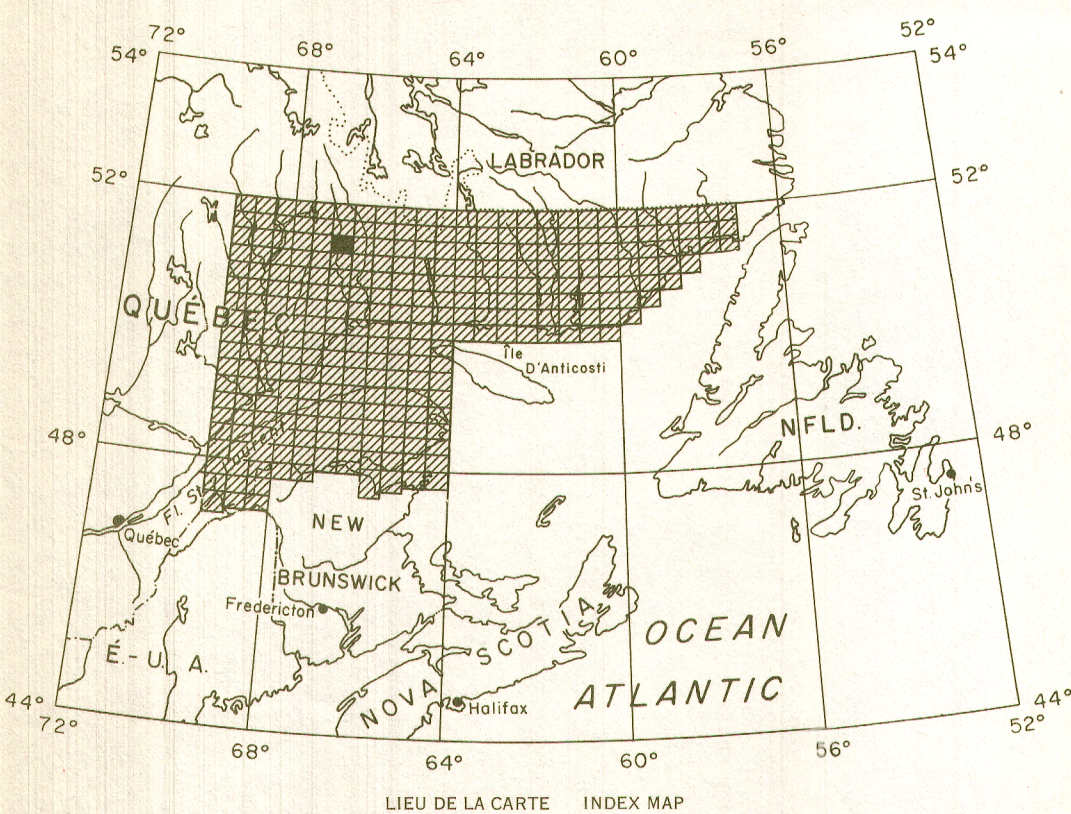 72°
68°
64°
60°
56°
52°
54°
54°
LABRADOR
52°
52°
QUÉBEC
Île
D'Anticosti
NFLD.
48°
48°
St. John's
Fl. St Laurent
Québec
NEW
BRUNSWICK
Fredericton
É.-U. A.
NOVA SCOTIA
Halifax
OCEAN
ATLANTIC
44°
44°
72°
68°
64°
60°
56°
52°
LIEU DE LA CARTE INDEX MAP